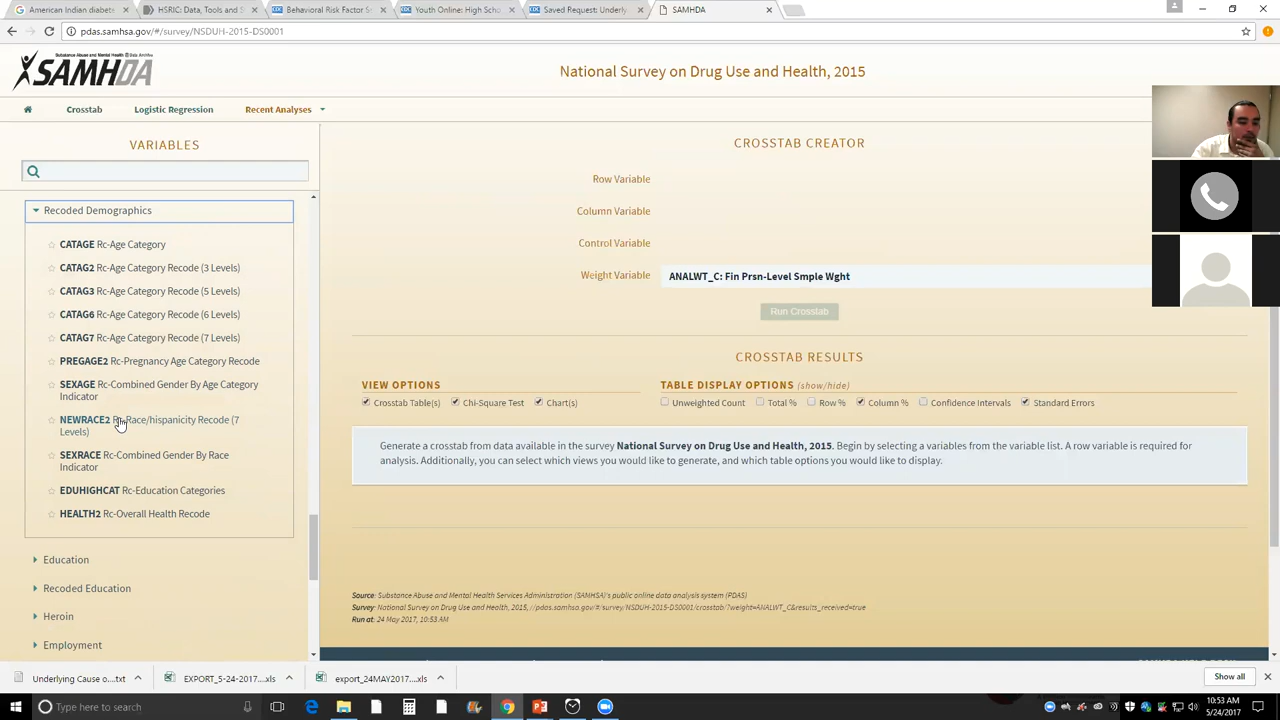 American Indian diabete
HSRIC: Data, Tools and S
CDC Behavioral Risk Factor S
CDC Youth Online: High Scho
CDC Saved Request: Underly
SAMHDA
pdas.samhsa.gov/#/survey/NSDUH-2015-DS0001
Substance Abuse and Mental Health Data Archive
SAMHDA
National Survey on Drug Use and Health, 2015
Crosstab
Logistic Regression
Recent Analyses
VARIABLES
Recoded Demographics
CATAGE Rc-Age Category
CATAG2 Rc-Age Category Recode (3 Levels)
CATAG3 Rc-Age Category Recode (5 Levels)
CATAG6 Rc-Age Category Recode (6 Levels)
CATAG7 Rc-Age Category Recode (7 Levels)
PREGAGE2 Rc-Pregnancy Age Category Recode
SEXAGE Rc-Combined Gender By Age Category
Indicator
NEWRACE2 Rc-Race/hispanicity Recode (7
Levels)
SEXRACE Rc-Combined Gender By Race
Indicator
EDUHIGHCAT Rc-Education Categories
HEALTH2 Rc-Overall Health Recode
Education
Recoded Education
Heroin
Employment
CROSSTAB CREATOR
Row Variable
Column Variable
Control Variable
Weight Variable
ANALWT_C: Fin Prsn-Level Smple Wght
Run Crosstab
CROSSTAB RESULTS
VIEW OPTIONS
Crosstab Table(s)
Chi-Square Test
Chart(s)
TABLE DISPLAY OPTIONS (show/hide)
Unweighted Count
Total %
Row %
Column %
Confidence Intervals
Standard Errors
Generate a crosstab from data available in the survey National Survey on Drug Use and Health, 2015. Begin by selecting a variables from the variable list. A row variable is required for
analysis. Additionally, you can select which views you would like to generate, and which table options you would like to display.
Source: Substance Abuse and Mental Health Services Administration (SAMHSA)'s public online data analysis system (PDAS)
Survey: National Survey on Drug Use and Health, 2015, //pdas.samhsa.gov/#/survey/NSDUH-2015-DS0001/crosstab/?weight=ANALWT_C&results_received=true
Run at: 24 May 2017, 10:53 AM
Underlying Cause o....txt
EXPORT_5-24-2017....xls
export_24MAY2017....xls
Show all
Type here to search
10:53 AM
5/24/2017